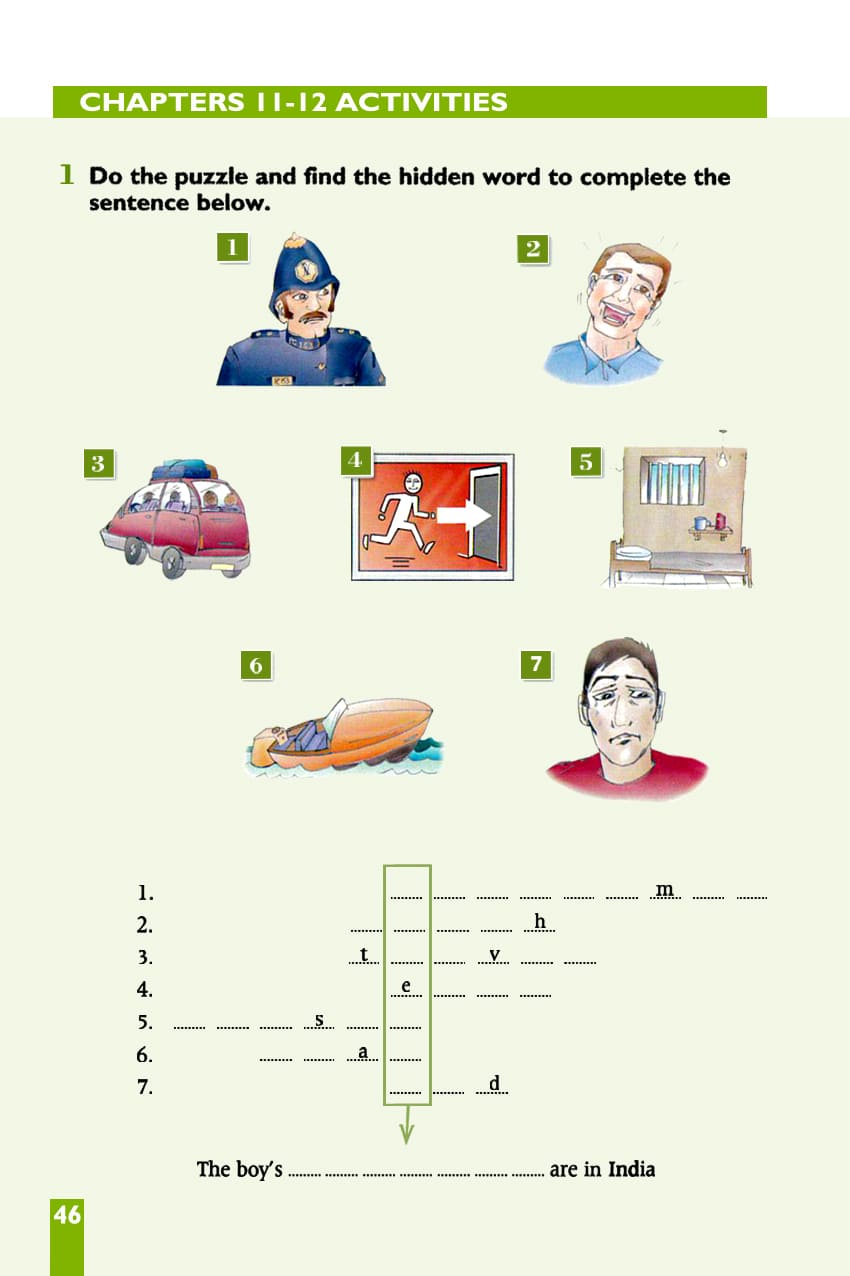 CHAPTERS 11-12 ACTIVITIES
1 Do the puzzle and find the hidden word to complete the
sentence below.
1
2
3
4
5
6
7
1. ........ ........ ........ ........ ........ ........ m ........ ........
2. ........ ........ ........ ........ h
3. t ........ ........ v ........ ........
4. e ........ ........ ........
5. ........ ........ ........ s ........ ........
6. ........ ........ a ........
7. ........ ........ d
The boy's ......... ......... ......... ......... ......... ......... ......... are in India
46